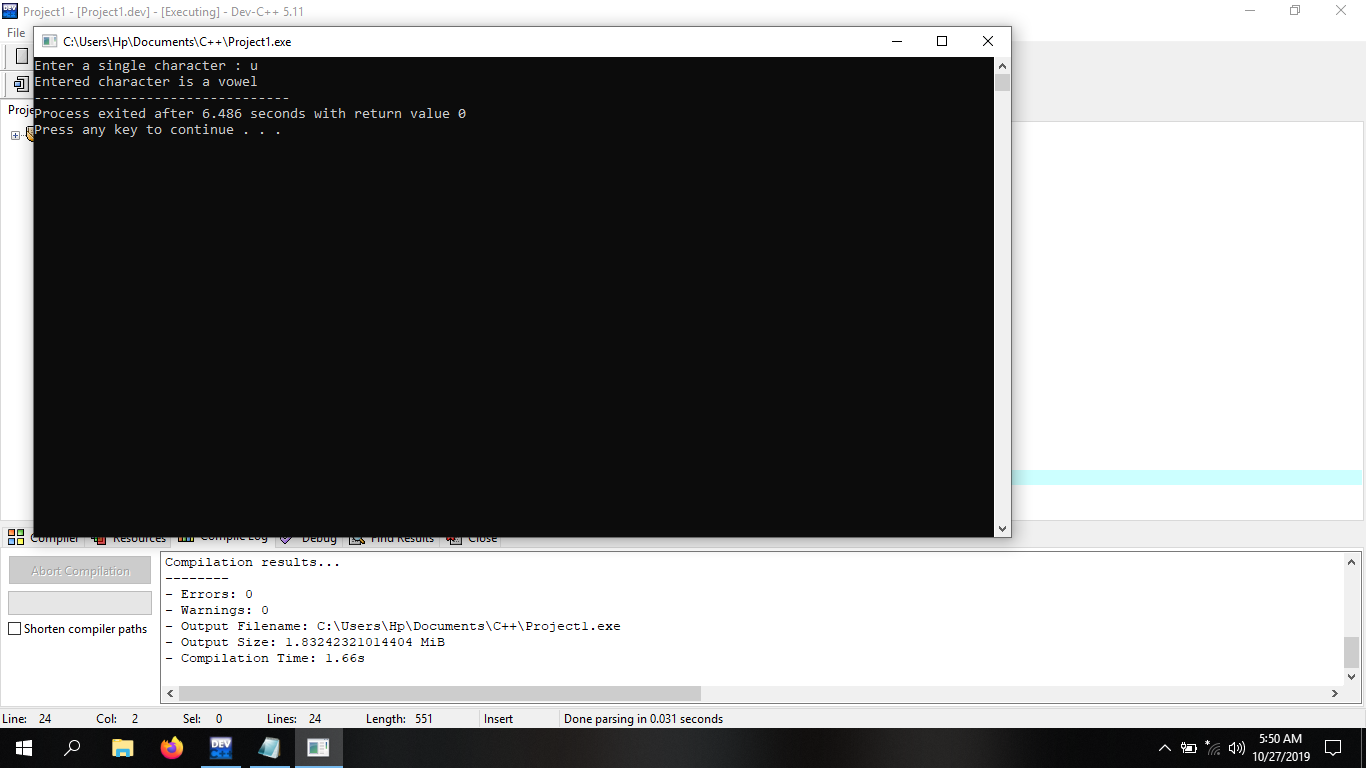 Project1 - [Project1.dev] - [Executing] - Dev-C++ 5.11
File
C:\Users\Hp\Documents\C++\Project1.exe
Enter a single character : u
Entered character is a vowel
--------------------------------
Process exited after 6.486 seconds with return value 0
Press any key to continue . . .
Proje
Compiler Resources Compile Log Debug Find Results Close
Abort Compilation
Shorten compiler paths
Compilation results...
--------
- Errors: 0
- Warnings: 0
- Output Filename: C:\Users\Hp\Documents\C++\Project1.exe
- Output Size: 1.83242321014404 MiB
- Compilation Time: 1.66s
Line: 24 Col: 2 Sel: 0 Lines: 24 Length: 551 Insert Done parsing in 0.031 seconds
DEV C++
5:50 AM
10/27/2019